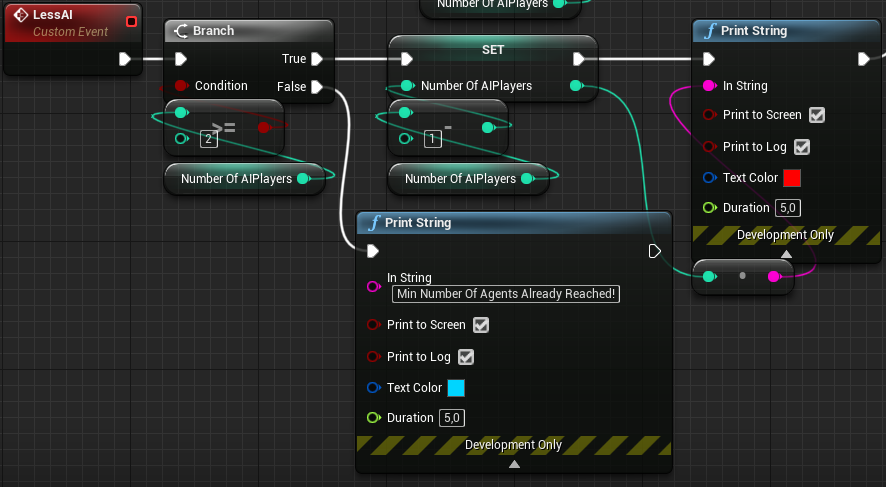 Number Of AIPlayers
LessAI
Custom Event
Branch
True
Condition
False
>=
2
Number Of AIPlayers
SET
Number Of AIPlayers
-
1
Number Of AIPlayers
f Print String
In String
Print to Screen
Print to Log
Text Color
Duration 5,0
Development Only
f Print String
In String
Min Number Of Agents Already Reached!
Print to Screen
Print to Log
Text Color
Duration 5,0
Development Only